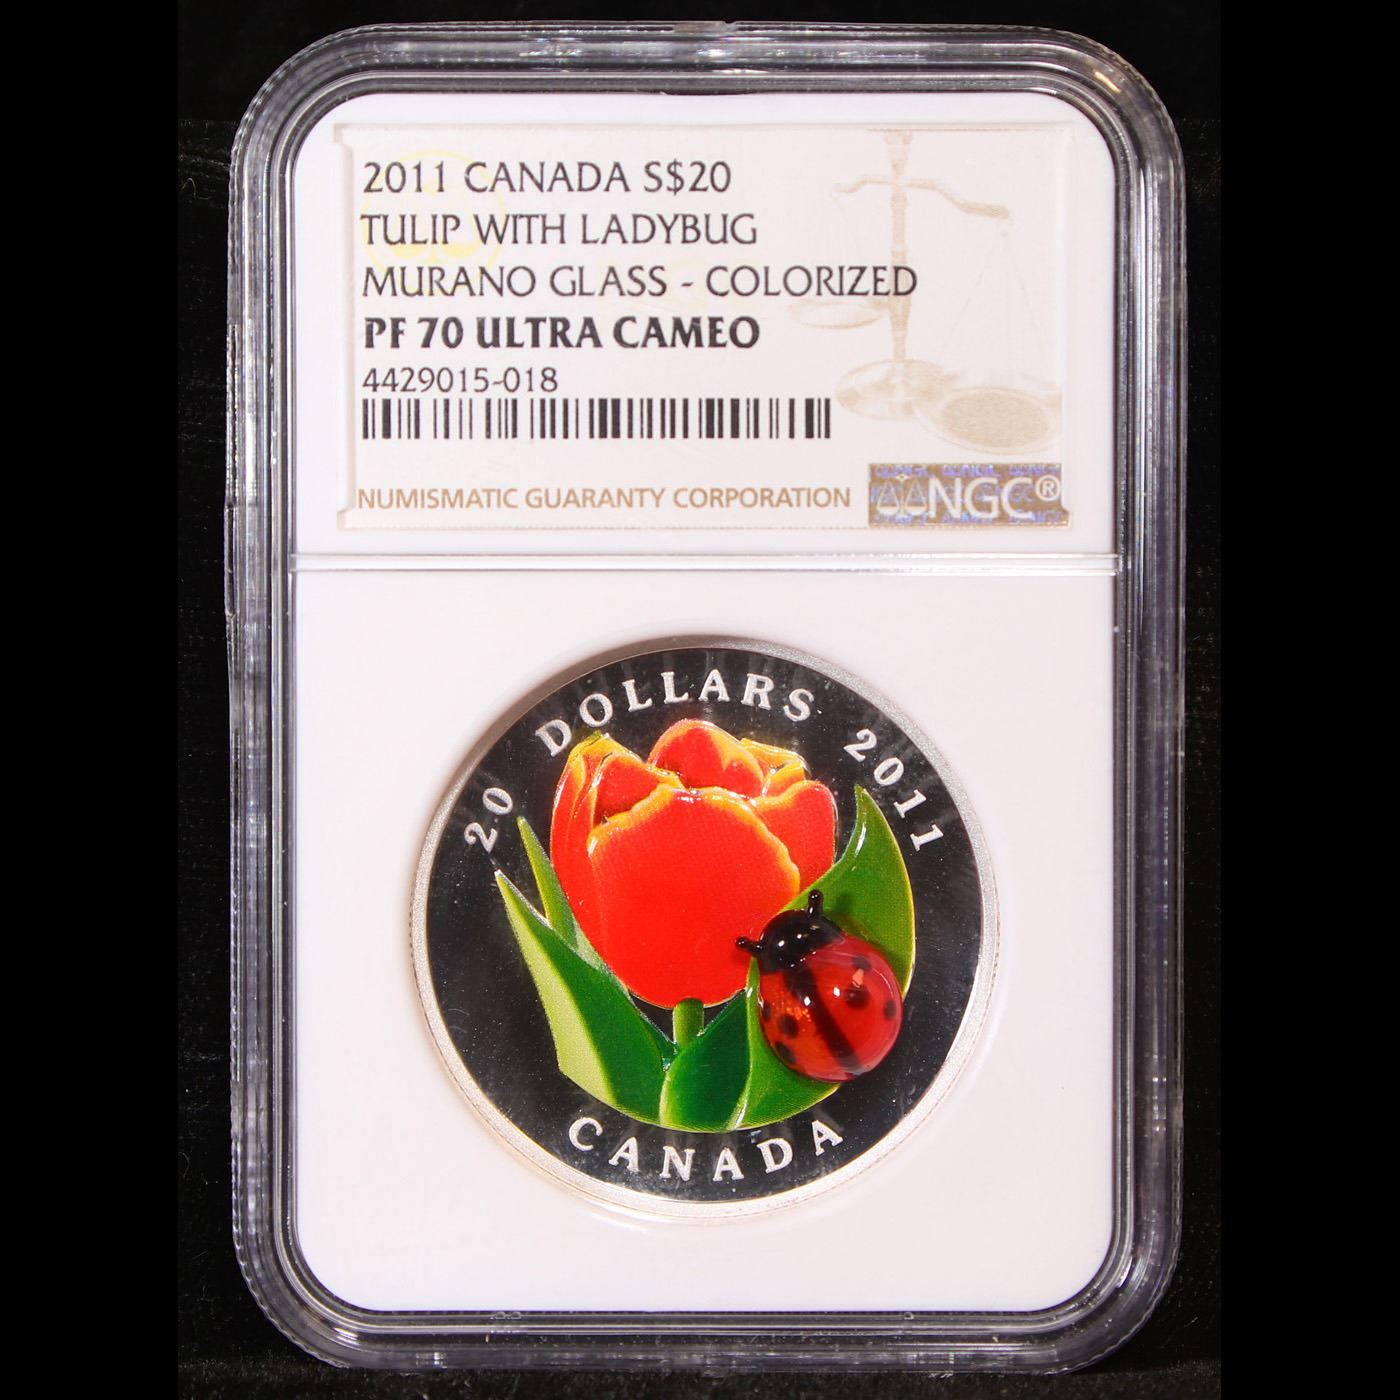 2011 CANADA S$20
TULIP WITH LADYBUG
MURANO GLASS - COLORIZED
PF 70 ULTRA CAMEO
4429015-018
NUMISMATIC GUARANTY CORPORATION
NGC®
20 DOLLARS 2011
CANADA